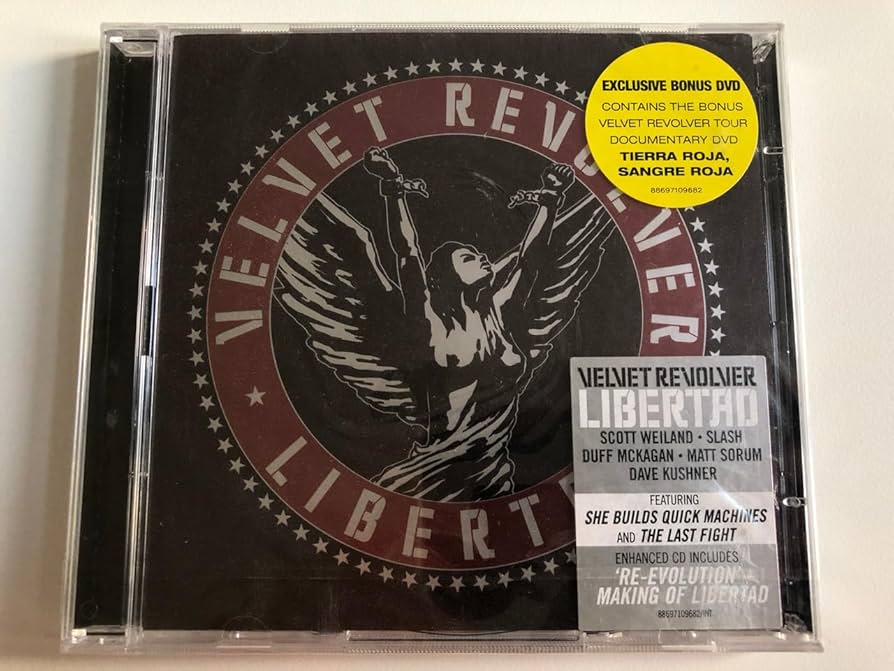 VELVET REVOLVER
LIBERT
EXCLUSIVE BONUS DVD
CONTAINS THE BONUS
VELVET REVOLVER TOUR
DOCUMENTARY DVD
TIERRA ROJA,
SANGRE ROJA
88697109682
VELVET REVOLVER
LIBERTAD
SCOTT WEILAND • SLASH
DUFF MCKAGAN • MATT SORUM
DAVE KUSHNER
FEATURING
SHE BUILDS QUICK MACHINES
AND THE LAST FIGHT
ENHANCED CD INCLUDES
'RE-EVOLUTION'
MAKING OF LIBERTAD
88697109682/INT